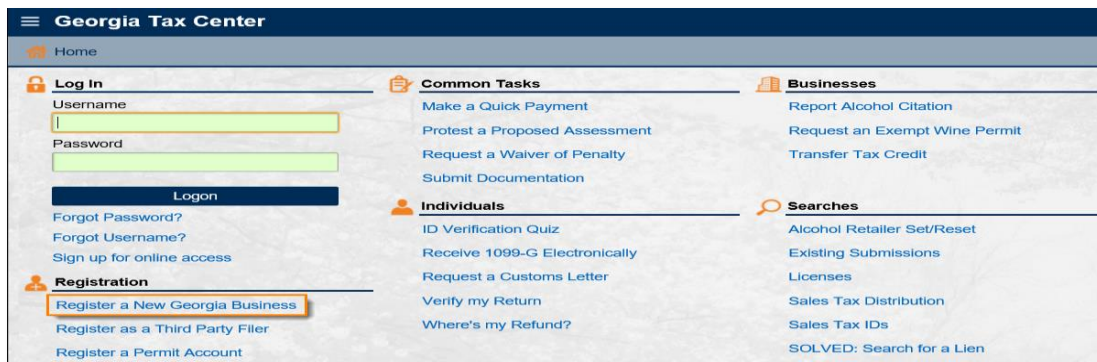 Georgia Tax Center
Home
Log In
Username
Password
Logon
Forgot Password?
Forgot Username?
Sign up for online access
Registration
Register a New Georgia Business
Register as a Third Party Filer
Register a Permit Account
Common Tasks
Make a Quick Payment
Protest a Proposed Assessment
Request a Waiver of Penalty
Submit Documentation
Individuals
ID Verification Quiz
Receive 1099-G Electronically
Request a Customs Letter
Verify my Return
Where's my Refund?
Businesses
Report Alcohol Citation
Request an Exempt Wine Permit
Transfer Tax Credit
Searches
Alcohol Retailer Set/Reset
Existing Submissions
Licenses
Sales Tax Distribution
Sales Tax IDs
SOLVED: Search for a Lien